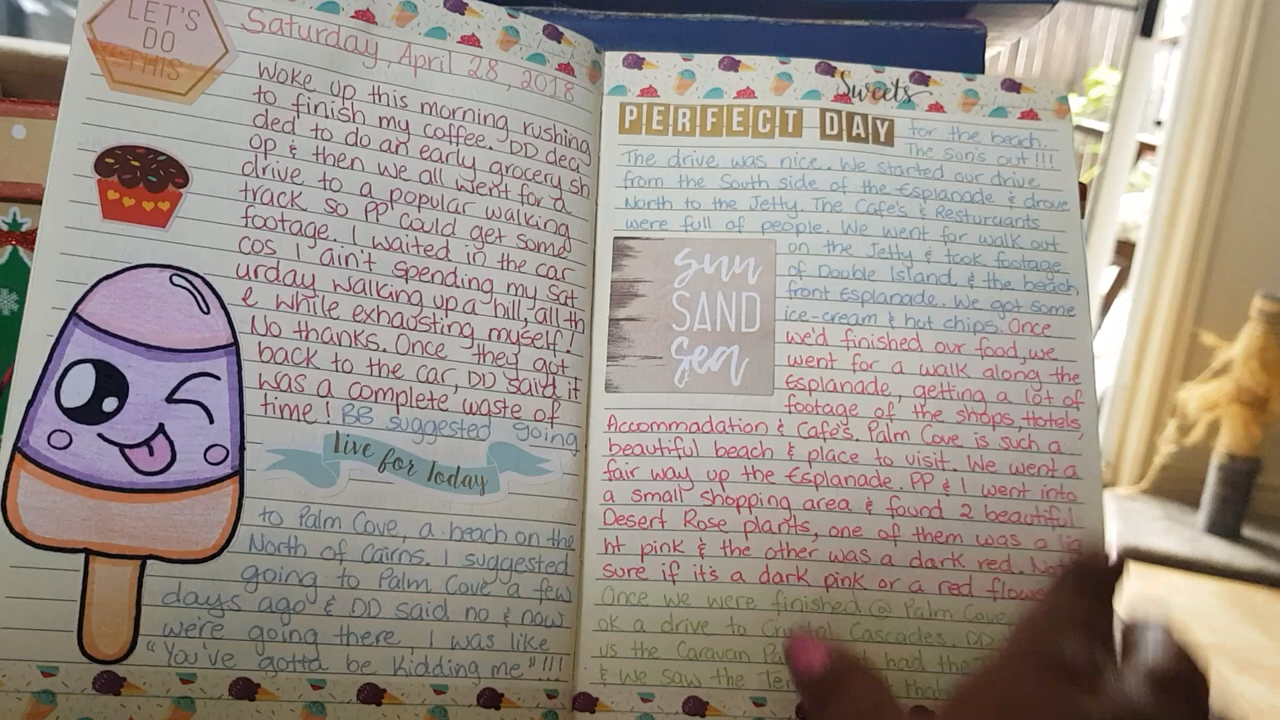 LET'S
DO
THIS
Saturday, April 28, 2018
Woke up this morning rushing
to finish my coffee. DD deci
ded to do an early grocery sh
op & then we all went for a
drive to a popular walking
track so PP could get some
footage. I waited in the car
cos I ain't spending my sat
urday walking up a hill, all th
e while exhausting myself!
No thanks. Once they got
back to the car, DD said it
was a complete waste of
time! BB suggested going
live for Today
to Palm Cove, a beach on the
North of Cairns. I suggested
going to Palm Cove a few
days ago & DD said no & now
we're going there, I was like
"You've gotta be kidding me"!!!
Sweets
PERFECT DAY for the beach.
The sun's out!!!
The drive was nice. We started our drive
from the South side of the Esplanade & drove
North to the Jetty. The Cafe's & Resturuants
were full of people. We went for walk out
on the Jetty & took footage
of Double Island & the beach
front Esplanade. We got some
ice-cream & hot chips. Once
sun
SAND
sea
we'd finished our food, we
went for a walk along the
Esplanade, getting a lot of
footage of the shops, Hotels,
Accommodation & Cafe's. Palm Cove is such a
beautiful beach & place to visit. We went a
fair way up the Esplanade. PP & I went into
a small shopping area & found 2 beautiful
Desert Rose plants, one of them was a lig
ht pink & the other was a dark red. Not
sure if it's a dark pink or a red flower
Once we were finished @ Palm Cove
ok a drive to Crystal Cascades. DD
us the Caravan had the
& we saw the